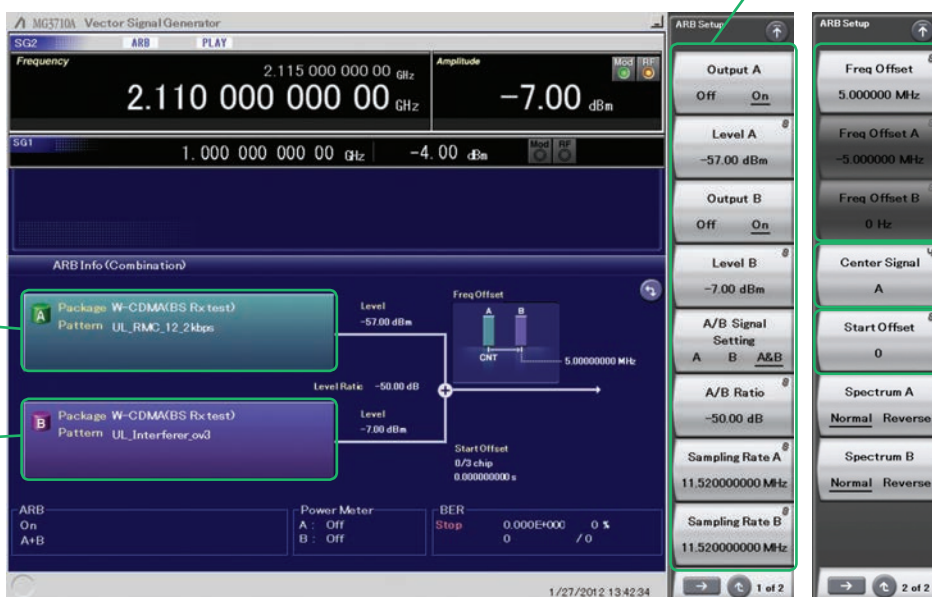 MG3710A Vector Signal Generator
SG2 ARB PLAY
Frequency
2.115 000 000 00 GHz
2.110 000 000 00 GHz
Amplitude
Mod RF
-7.00 dBm
SG1
1.000 000 000 00 GHz
-4.00 dBm
Mod RF
ARB Info (Combination)
A
Package W-CDMA(BS Rx test)
Pattern UL_RMC_12_2kbps
Level
-57.00 dBm
Freq Offset
A B
CNT
5.00000000 MHz
Level Ratio -50.00 dB
B
Package W-CDMA(BS Rx test)
Pattern UL_Interferer_ov3
Level
-7.00 dBm
Start Offset
0/3 chip
0.000000000 s
ARB
On
A+B
Power Meter
A : Off
B : Off
BER
Stop 0.000E+000 0 %
0 / 0
1/27/2012 13:42:34
ARB Setup
Output A
Off On
Level A
-57.00 dBm
Output B
Off On
Level B
-7.00 dBm
A/B Signal
Setting
A B A&B
A/B Ratio
-50.00 dB
Sampling Rate A
11.520000000 MHz
Sampling Rate B
11.520000000 MHz
1 of 2
ARB Setup
Freq Offset
5.000000 MHz
Freq Offset A
-5.000000 MHz
Freq Offset B
0 Hz
Center Signal
A
Start Offset
0
Spectrum A
Normal Reverse
Spectrum B
Normal Reverse
2 of 2